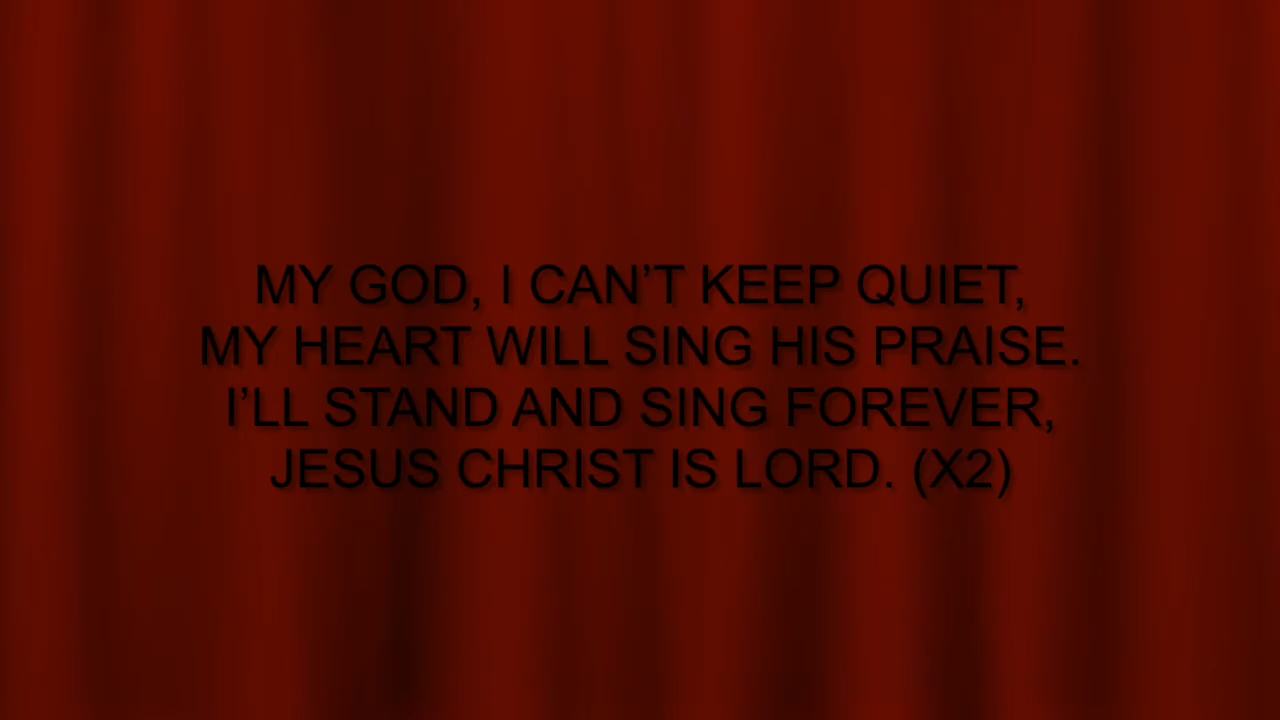 MY GOD, I CAN’T KEEP QUIET,
MY HEART WILL SING HIS PRAISE.
I’LL STAND AND SING FOREVER,
JESUS CHRIST IS LORD. (X2)